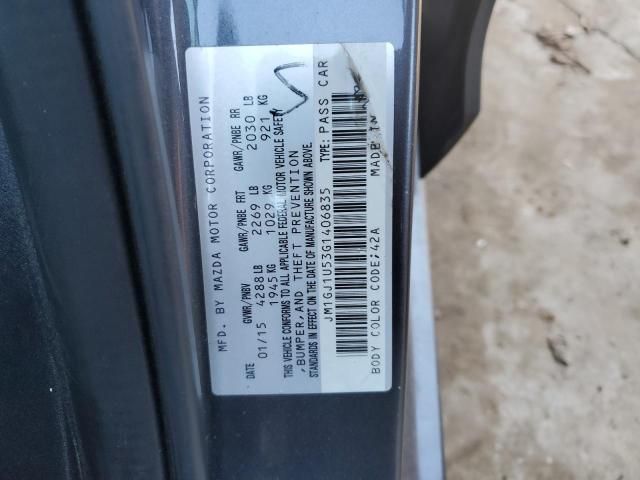 MFD. BY MAZDA MOTOR CORPORATION
DATE GVWR/PNBV GAWR/PNBE FRT GAWR/PNBE RR
01/15 4288 LB 2269 LB 2030 LB
1945 KG 1029 KG 921 KG
THIS VEHICLE CONFORMS TO ALL APPLICABLE FEDERAL MOTOR VEHICLE SAFETY
,BUMPER,AND THEFT PREVENTION
STANDARDS IN EFFECT ON THE DATE OF MANUFACTURE SHOWN ABOVE.
JM1GJ1U53G1406835 TYPE: PASS CAR
BODY COLOR CODE;42A MADE IN